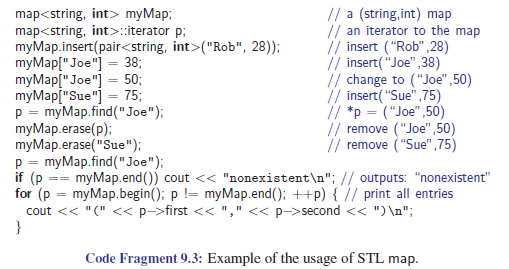 map<string, int> myMap; // a (string,int) map
map<string, int>::iterator p; // an iterator to the map
myMap.insert(pair<string, int>("Rob", 28)); // insert ("Rob",28)
myMap["Joe"] = 38; // insert("Joe",38)
myMap["Joe"] = 50; // change to ("Joe",50)
myMap["Sue"] = 75; // insert("Sue",75)
p = myMap.find("Joe"); // *p = ("Joe",50)
myMap.erase(p); // remove ("Joe",50)
myMap.erase("Sue"); // remove ("Sue",75)
p = myMap.find("Joe");
if (p == myMap.end()) cout << "nonexistent\n"; // outputs: "nonexistent"
for (p = myMap.begin(); p != myMap.end(); ++p) { // print all entries
cout << "(" << p->first << "," << p->second << ")\n";
}
Code Fragment 9.3: Example of the usage of STL map.